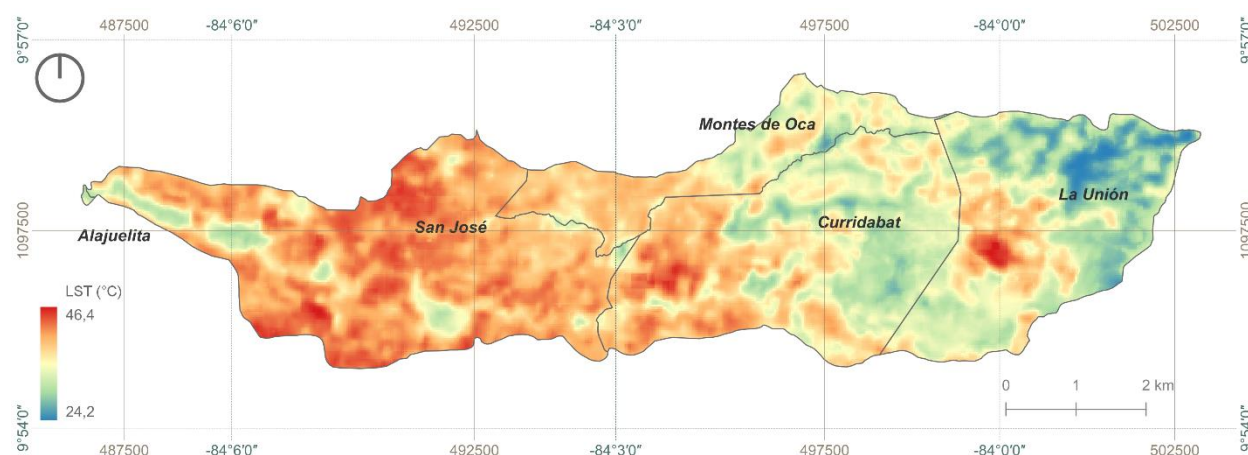 487500 -84°6'0" 492500 -84°3'0" 497500 -84°0'0" 502500
9°57'0" 9°57'0"
Montes de Oca
La Unión
San José Curridabat
Alajuelita
1097500 1097500
LST (°C)
46,4
24,2
0 1 2 km
9°54'0" 9°54'0"
487500 -84°6'0" 492500 -84°3'0" 497500 -84°0'0" 502500